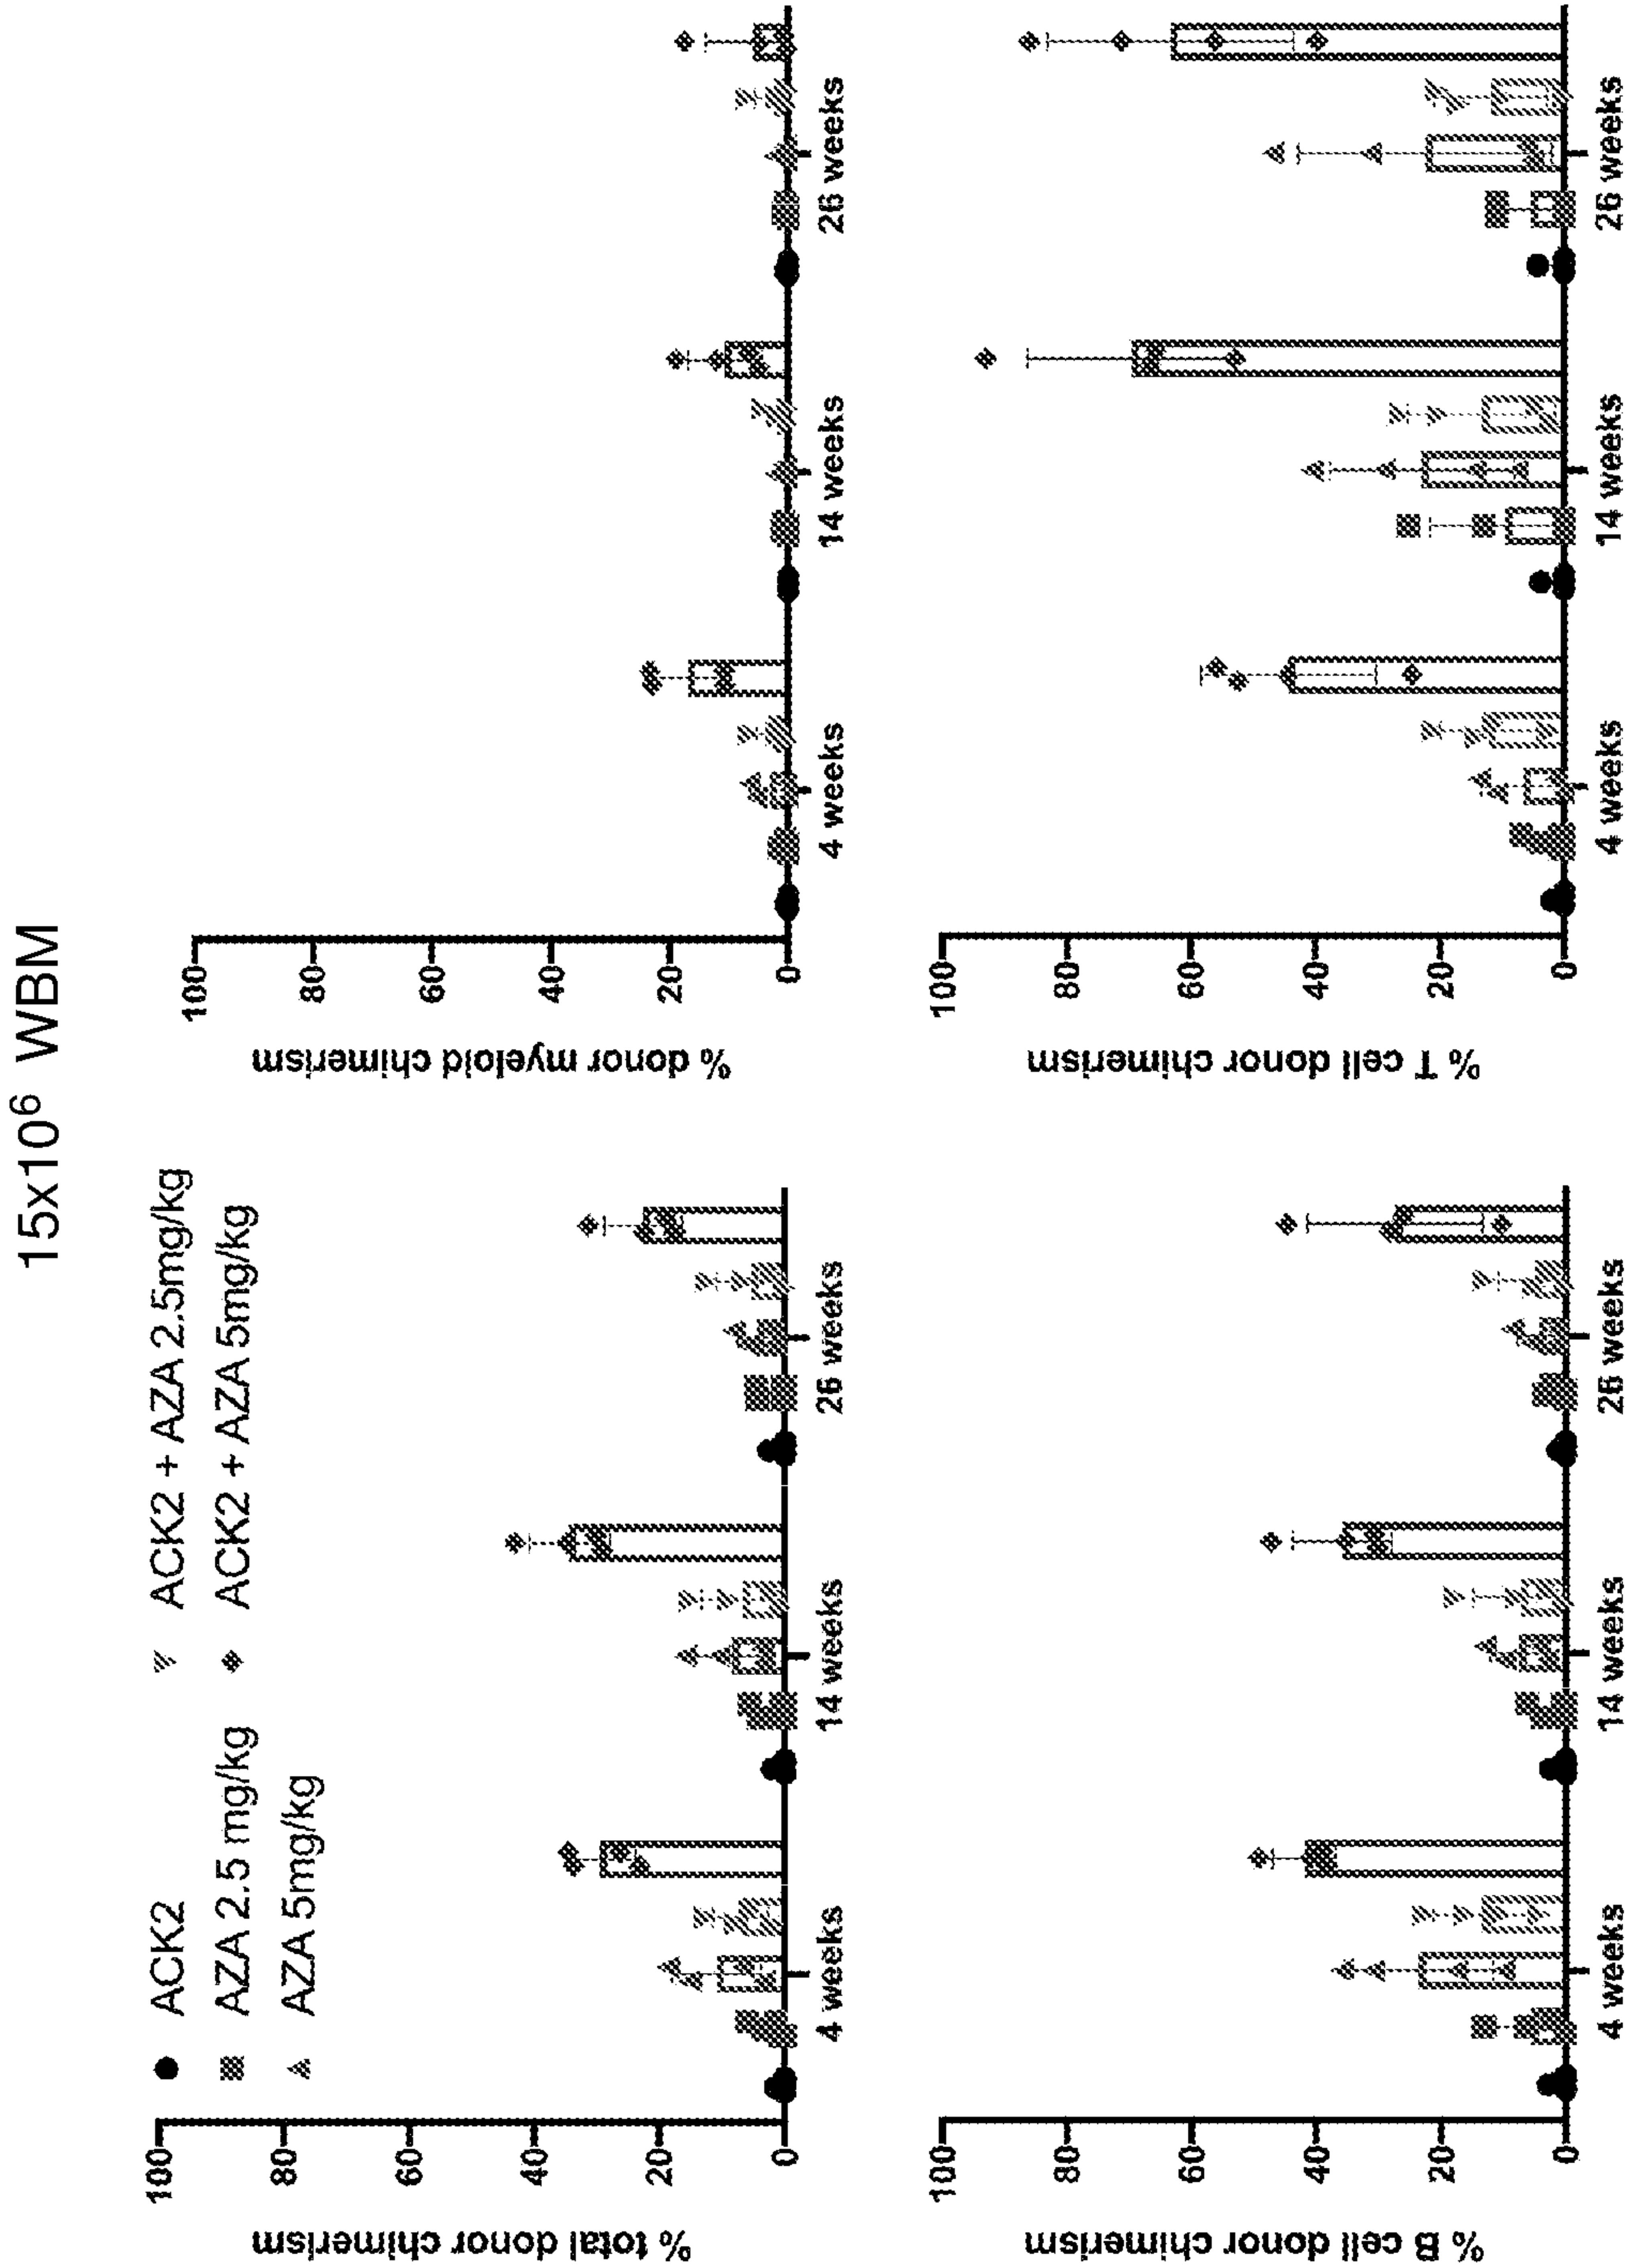 15x10⁶ WBM
ACK2
AZA 2.5 mg/kg
AZA 5mg/kg
ACK2 + AZA 2.5mg/kg
ACK2 + AZA 5mg/kg
% total donor chimerism
100
80
60
40
20
0
4 weeks
14 weeks
26 weeks
% donor myeloid chimerism
100
80
60
40
20
0
4 weeks
14 weeks
26 weeks
% B cell donor chimerism
100
80
60
40
20
0
4 weeks
14 weeks
26 weeks
% T cell donor chimerism
100
80
60
40
20
0
4 weeks
14 weeks
26 weeks